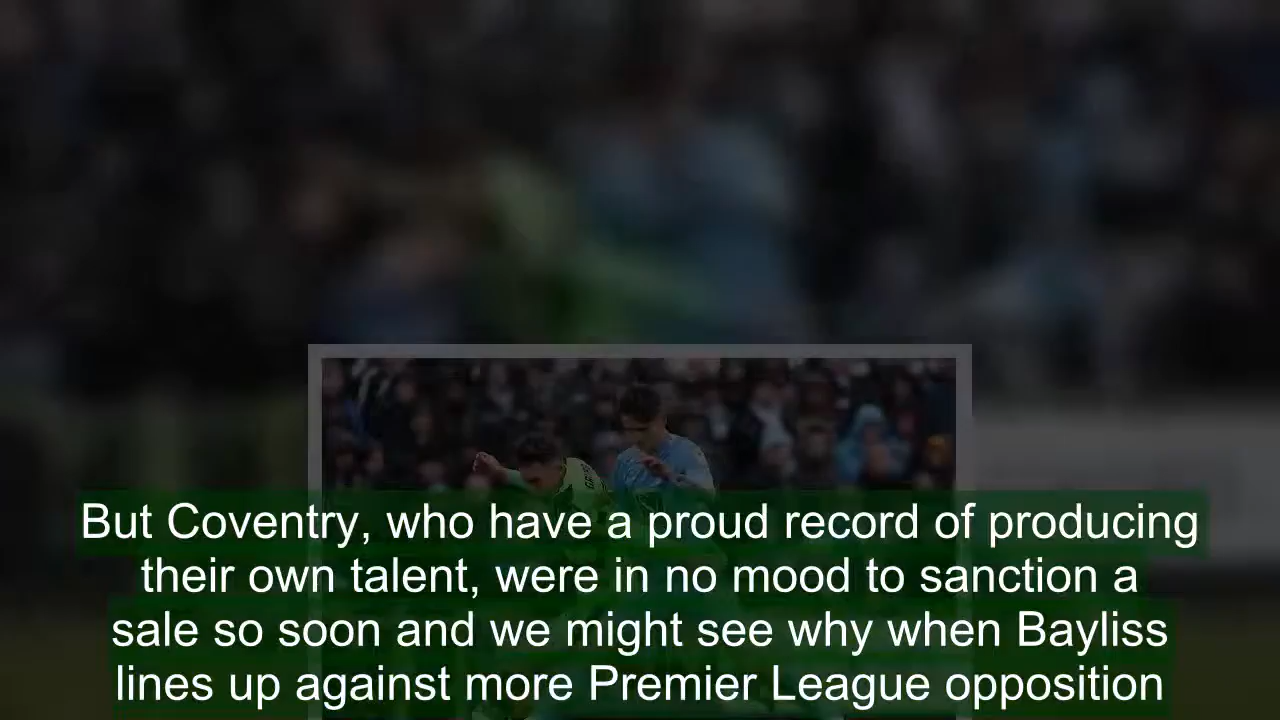 But Coventry, who have a proud record of producing
their own talent, were in no mood to sanction a
sale so soon and we might see why when Bayliss
lines up against more Premier League opposition